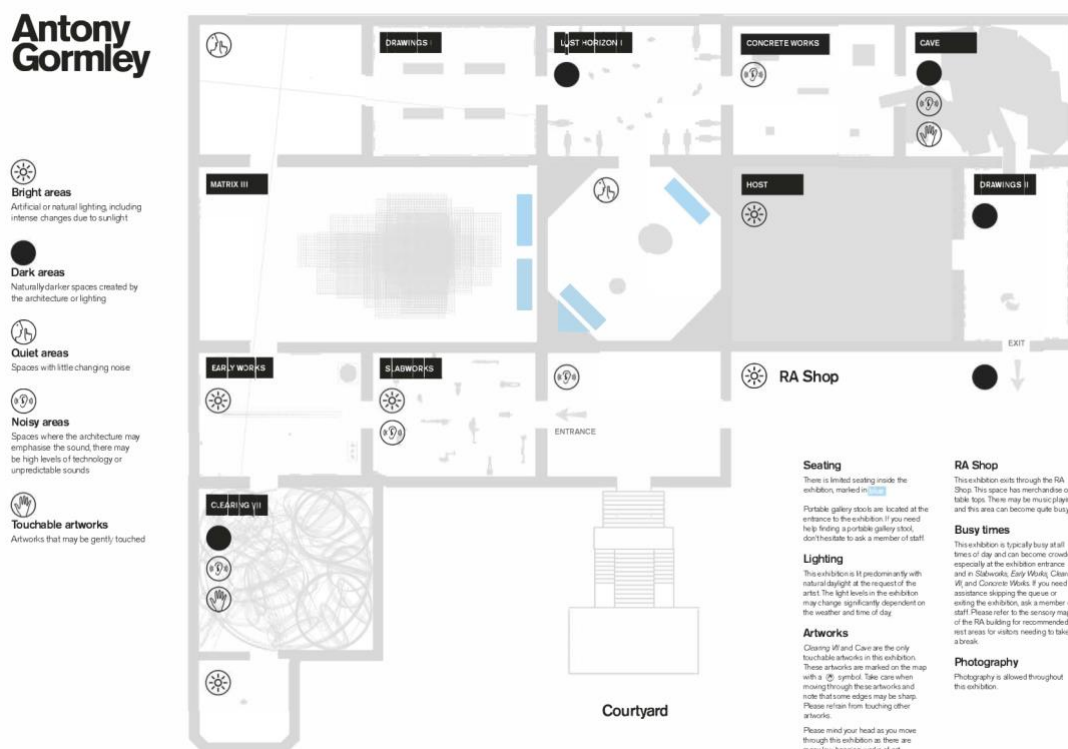 Antony
Gormley
Bright areas
Artificial or natural lighting, including
intense changes due to sunlight
Dark areas
Naturally darker spaces created by
the architecture or lighting
Quiet areas
Spaces with little changing noise
Noisy areas
Spaces where the architecture may
emphasise the sound, there may
be high levels of technology or
unpredictable sounds
Touchable artworks
Artworks that may be gently touched
DRAWINGS I
LOST HORIZON I
CONCRETE WORKS
CAVE
MATRIX III
HOST
DRAWINGS II
EXIT
EARLY WORKS
SLABWORKS
ENTRANCE
RA Shop
CLEARING VII
Courtyard
Seating
There is limited seating inside the
exhibition, marked in
Portable gallery stools are located at the
entrance to the exhibition. If you need
help finding a portable gallery stool,
don't hesitate to ask a member of staff.
Lighting
This exhibition is lit predominantly with
natural daylight at the request of the
artist. The light levels in the exhibition
may change significantly dependent on
the weather and time of day.
Artworks
Clearing VII and Cave are the only
touchable artworks in this exhibition.
These artworks are marked on the map
with a symbol. Take care when
moving through these artworks and
note that some edges may be sharp.
Please refrain from touching other
artworks.
Please mind your head as you move
through this exhibition as there are
RA Shop
This exhibition exits through the RA
Shop. This space has merchandise o
table tops. There may be music playi
and this area can become quite busy
Busy times
This exhibition is typically busy at all
times of day and can become crowd
especially at the exhibition entrance
and in Slabworks, Early Works, Clear
VII, and Concrete Works. If you need
assistance skipping the queue or
exiting the exhibition, ask a member
staff. Please refer to the sensory map
of the RA building for recommended
rest areas for visitors needing to take
a break.
Photography
Photography is allowed throughout
this exhibition.